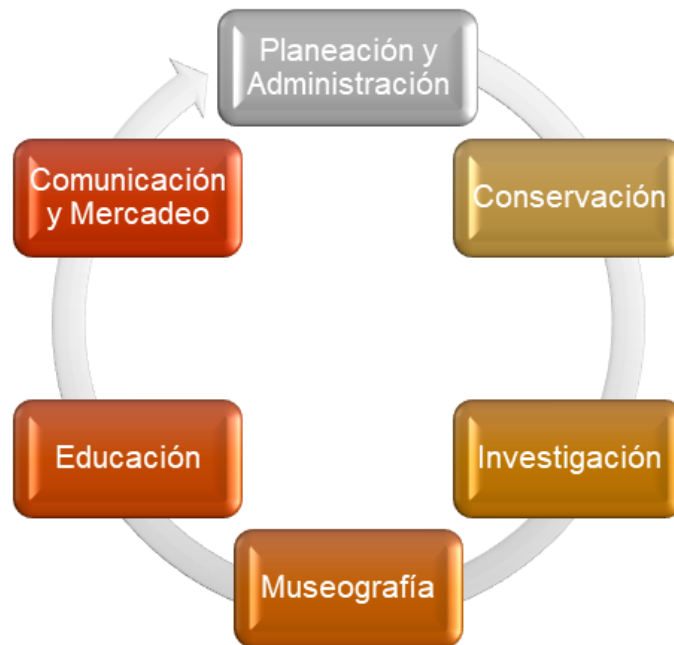 Planeación y
Administración
Conservación
Investigación
Museografía
Educación
Comunicación
y Mercadeo